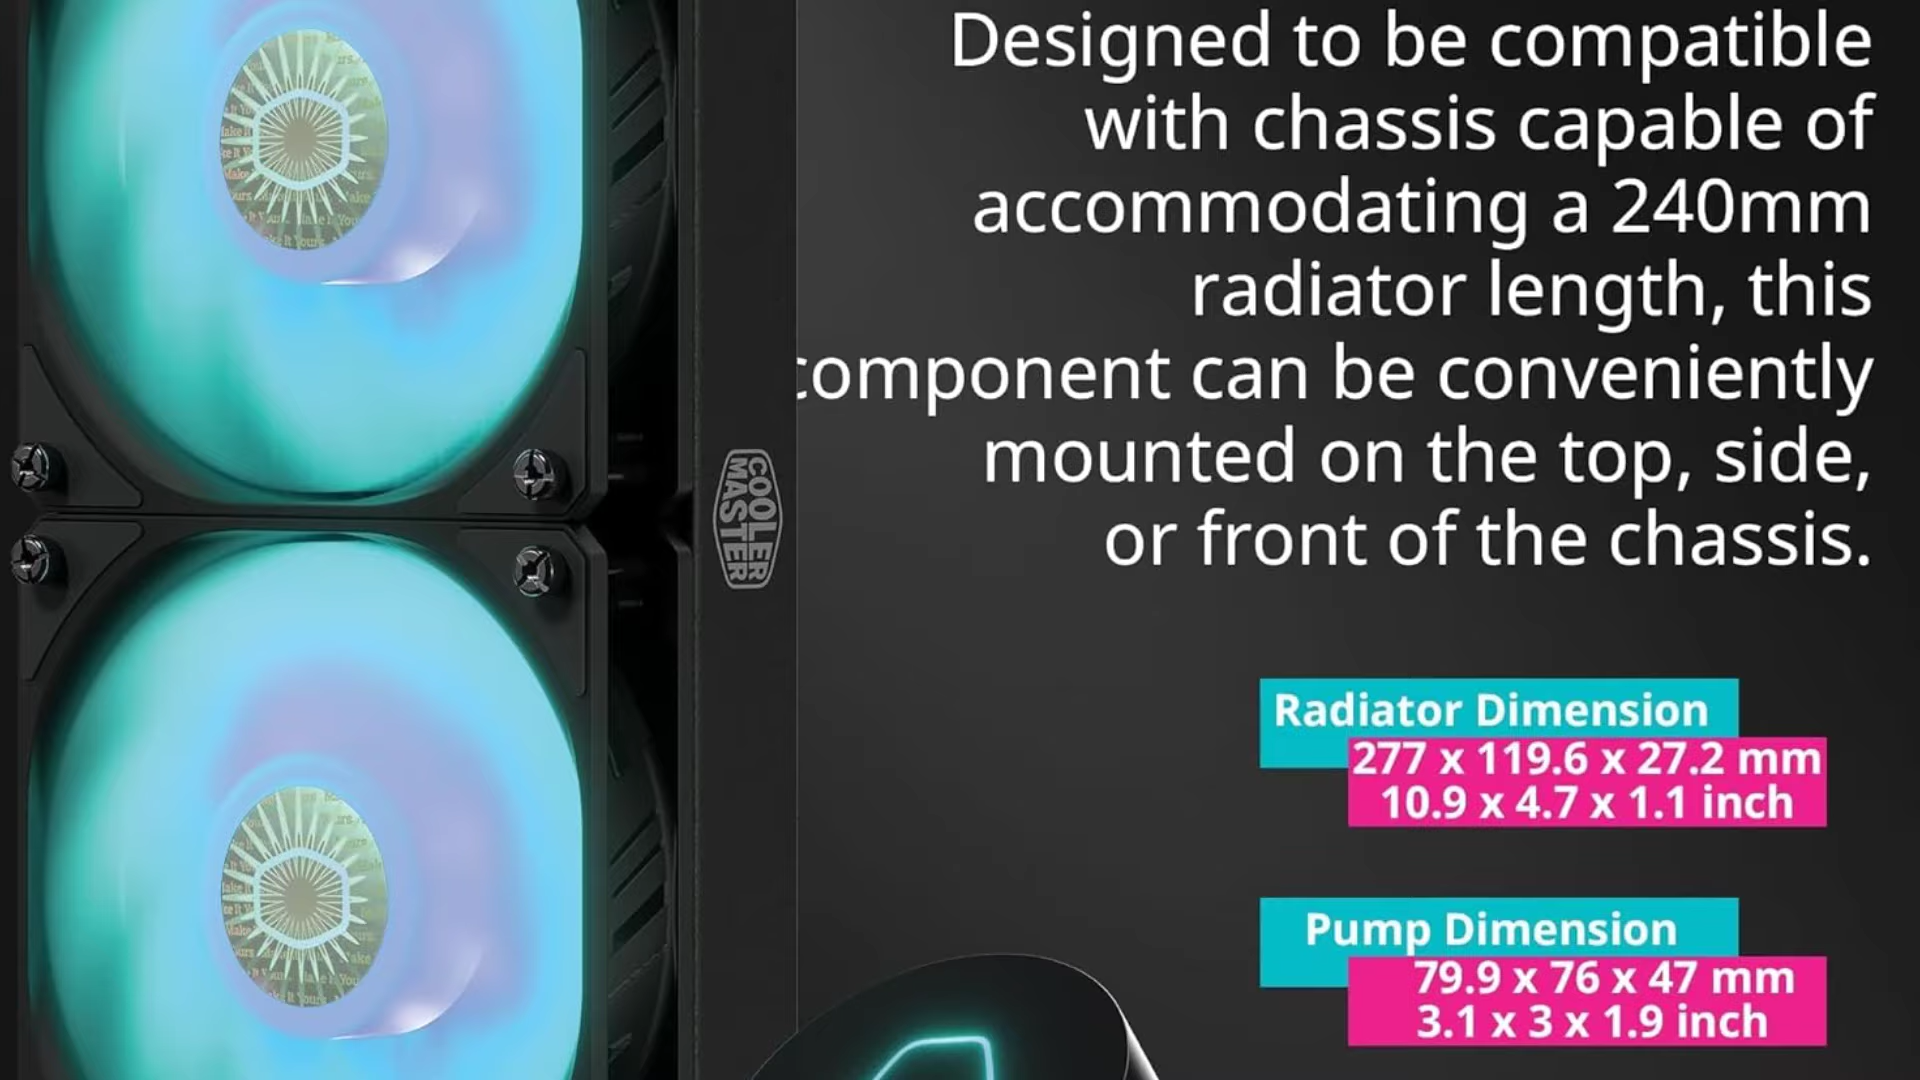 Designed to be compatible
with chassis capable of
accommodating a 240mm
radiator length, this
component can be conveniently
mounted on the top, side,
or front of the chassis.
COOLER
MASTER
Radiator Dimension
277 x 119.6 x 27.2 mm
10.9 x 4.7 x 1.1 inch
Pump Dimension
79.9 x 76 x 47 mm
3.1 x 3 x 1.9 inch